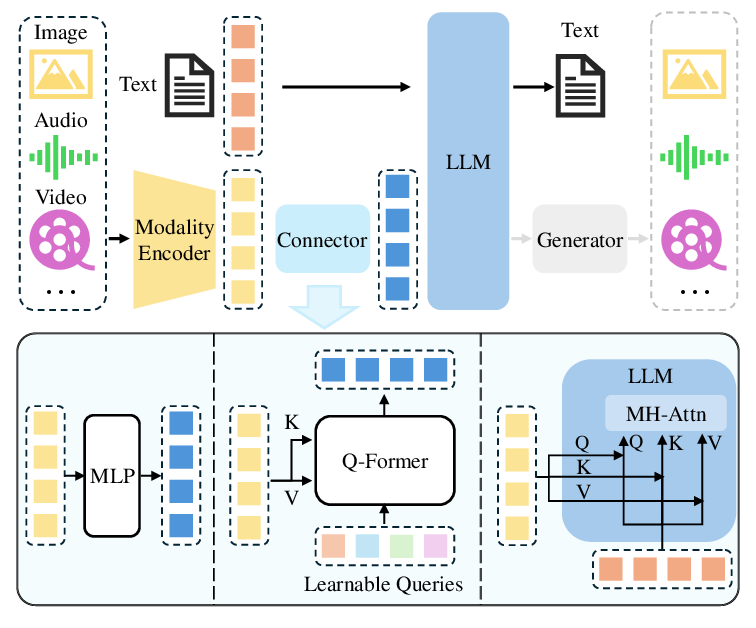 Image
Text
Text
Audio
LLM
Video
Modality
Encoder
Connector
Generator
...
...
LLM
MH-Attn
K
Q
Q
K
V
MLP
Q-Former
K
V
V
Learnable Queries